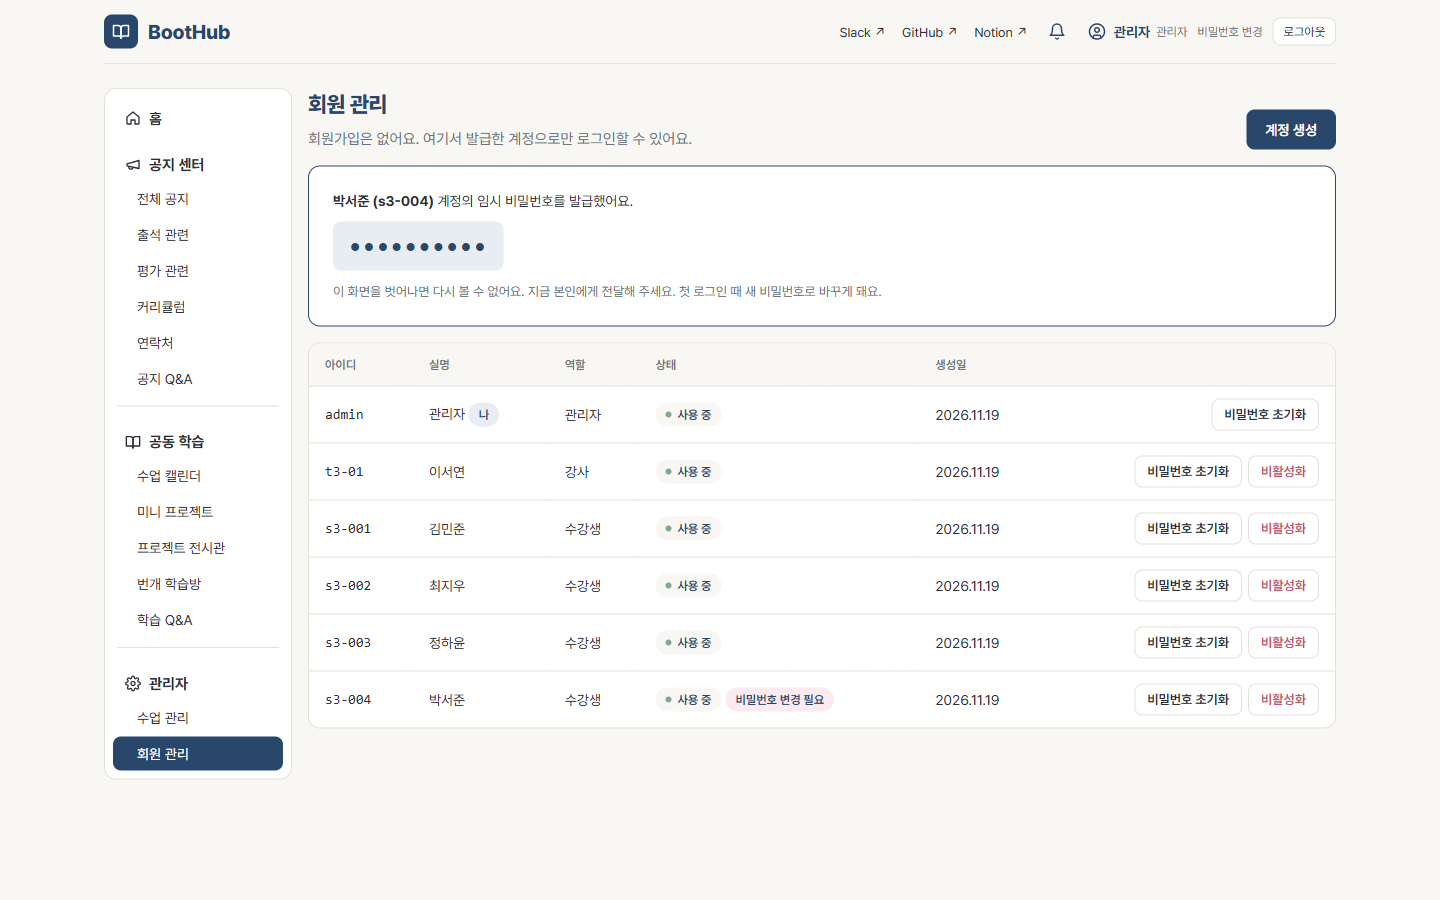 BootHub
Slack ↗ GitHub ↗ Notion ↗ 관리자 관리자 비밀번호 변경 로그아웃
홈
공지 센터
전체 공지
출석 관련
평가 관련
커리큘럼
연락처
공지 Q&A
공동 학습
수업 캘린더
미니 프로젝트
프로젝트 전시관
번개 학습방
학습 Q&A
관리자
수업 관리
회원 관리
회원 관리
회원가입은 없어요. 여기서 발급한 계정으로만 로그인할 수 있어요.
계정 생성
박서준 (s3-004) 계정의 임시 비밀번호를 발급했어요.
●●●●●●●●●●
이 화면을 벗어나면 다시 볼 수 없어요. 지금 본인에게 전달해 주세요. 첫 로그인 때 새 비밀번호로 바꾸게 돼요.
아이디 실명 역할 상태 생성일
admin 관리자 나 관리자 사용 중 2026.11.19 비밀번호 초기화
t3-01 이서연 강사 사용 중 2026.11.19 비밀번호 초기화 비활성화
s3-001 김민준 수강생 사용 중 2026.11.19 비밀번호 초기화 비활성화
s3-002 최지우 수강생 사용 중 2026.11.19 비밀번호 초기화 비활성화
s3-003 정하윤 수강생 사용 중 2026.11.19 비밀번호 초기화 비활성화
s3-004 박서준 수강생 사용 중 비밀번호 변경 필요 2026.11.19 비밀번호 초기화 비활성화